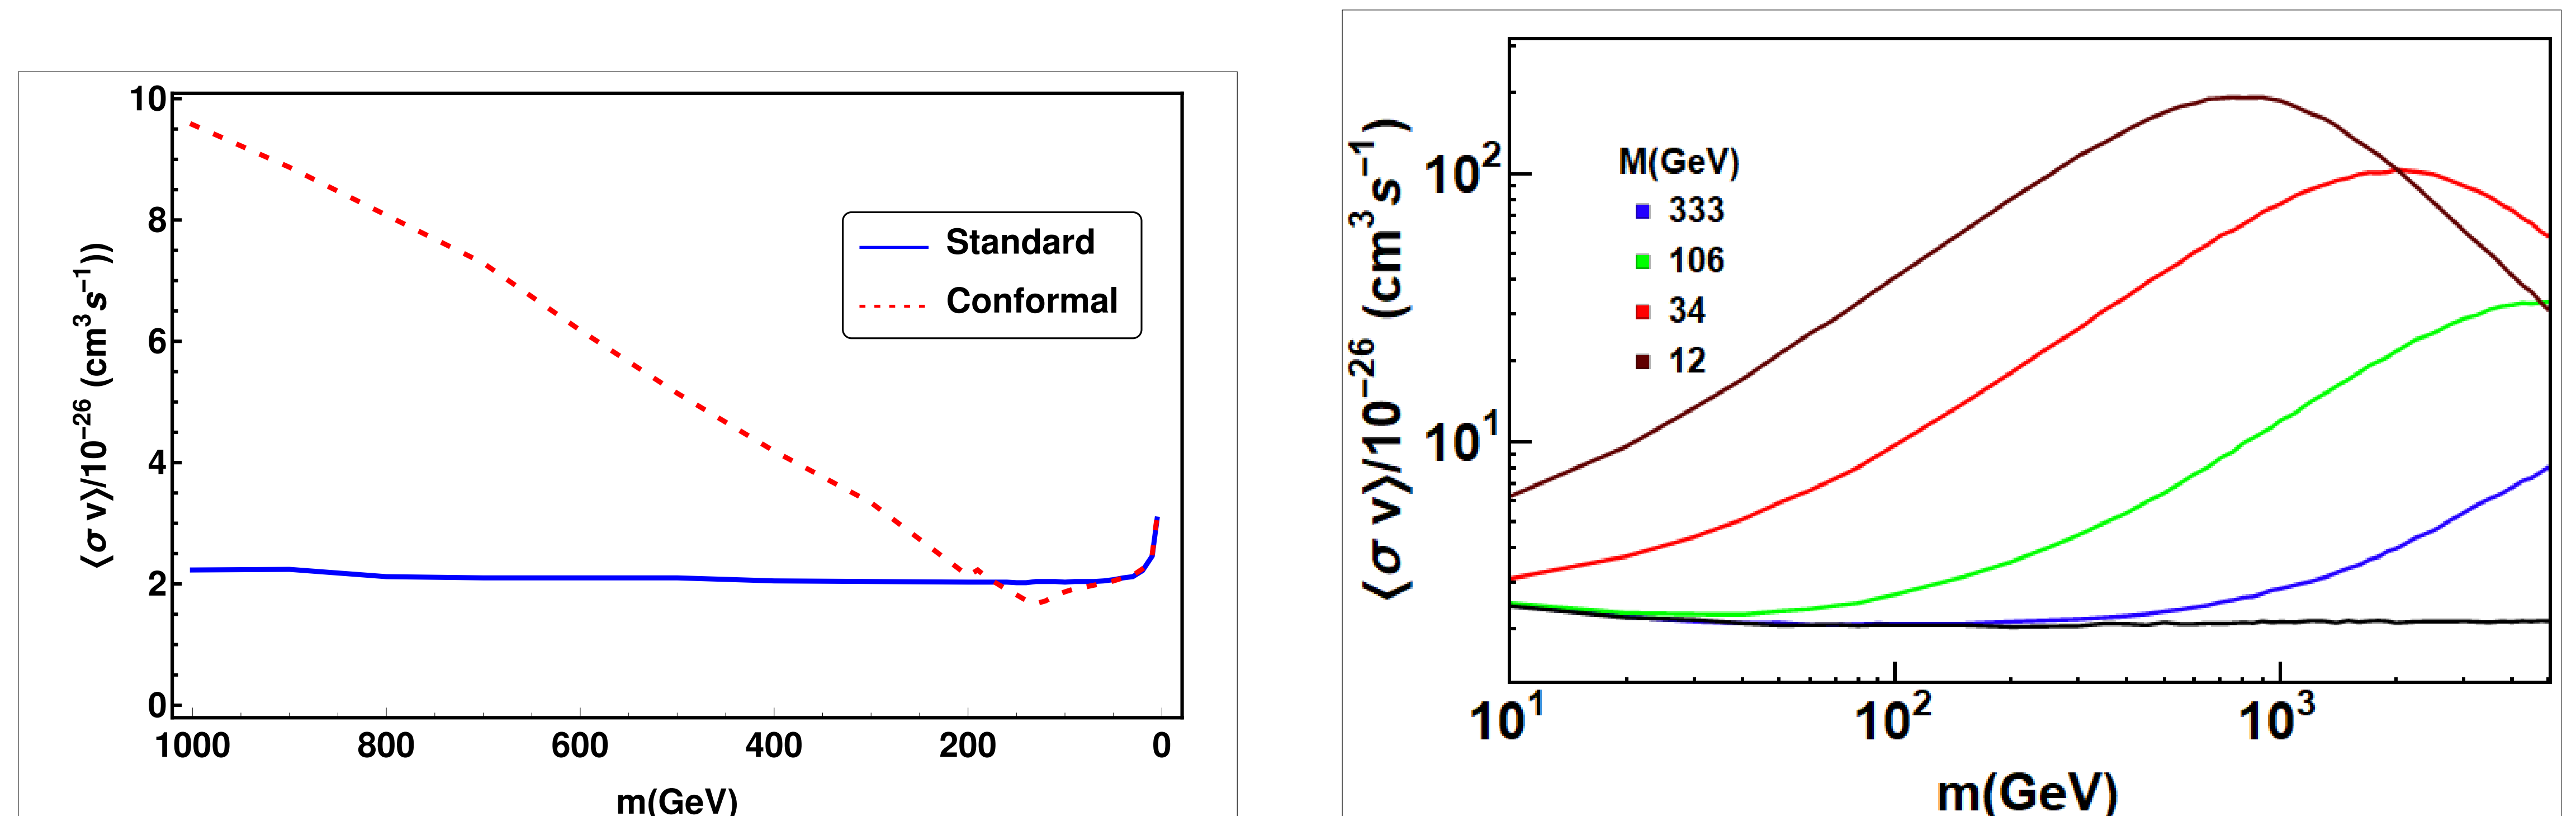 10
8
6
4
2
0
⟨σ v⟩/10⁻²⁶ (cm³s⁻¹))
Standard
Conformal
1000 800 600 400 200 0
m(GeV)
⟨σ v⟩/10⁻²⁶ (cm³s⁻¹)
10²
10¹
M(GeV)
333
106
34
12
10¹ 10² 10³
m(GeV)